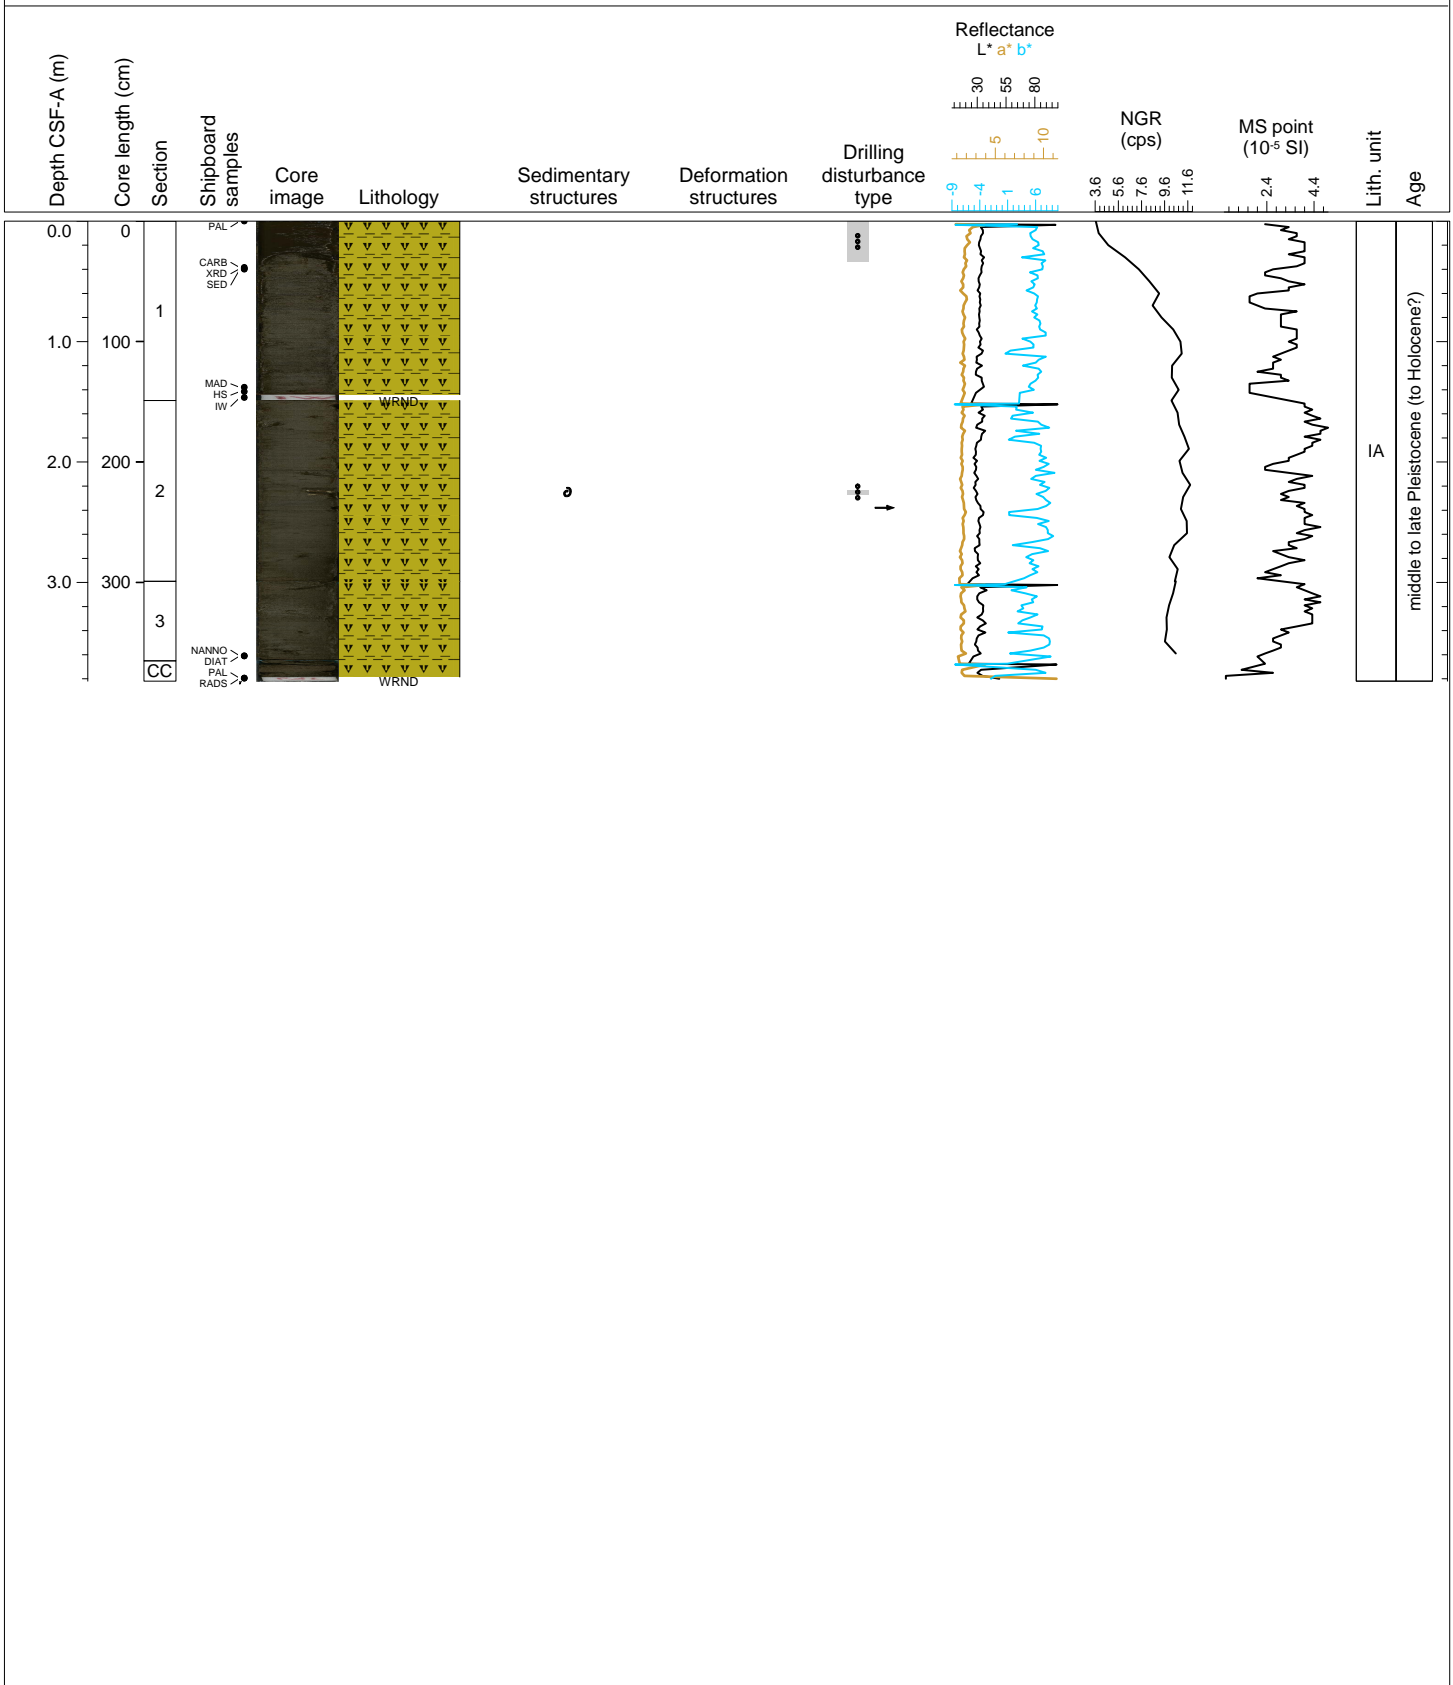 Depth CSF-A (m)
Core length (cm)
Section
Shipboard
samples
Core
image
Lithology
Sedimentary
structures
Deformation
structures
Drilling
disturbance
type
Reflectance
L* a* b*
30 55 80
5 10
-9 -4 1 6
NGR
(cps)
3.6 5.6 7.6 9.6 11.6
MS point
(10-5 SI)
2.4 4.4
Lith. unit
Age
0.0 0
PAL
CARB
XRD
SED
1
1.0 100
MAD
HS
IW
WRND
2.0 200
2
3.0 300
3
NANNO
DIAT
CC
PAL
RADS
WRND
IA
middle to late Pleistocene (to Holocene?)